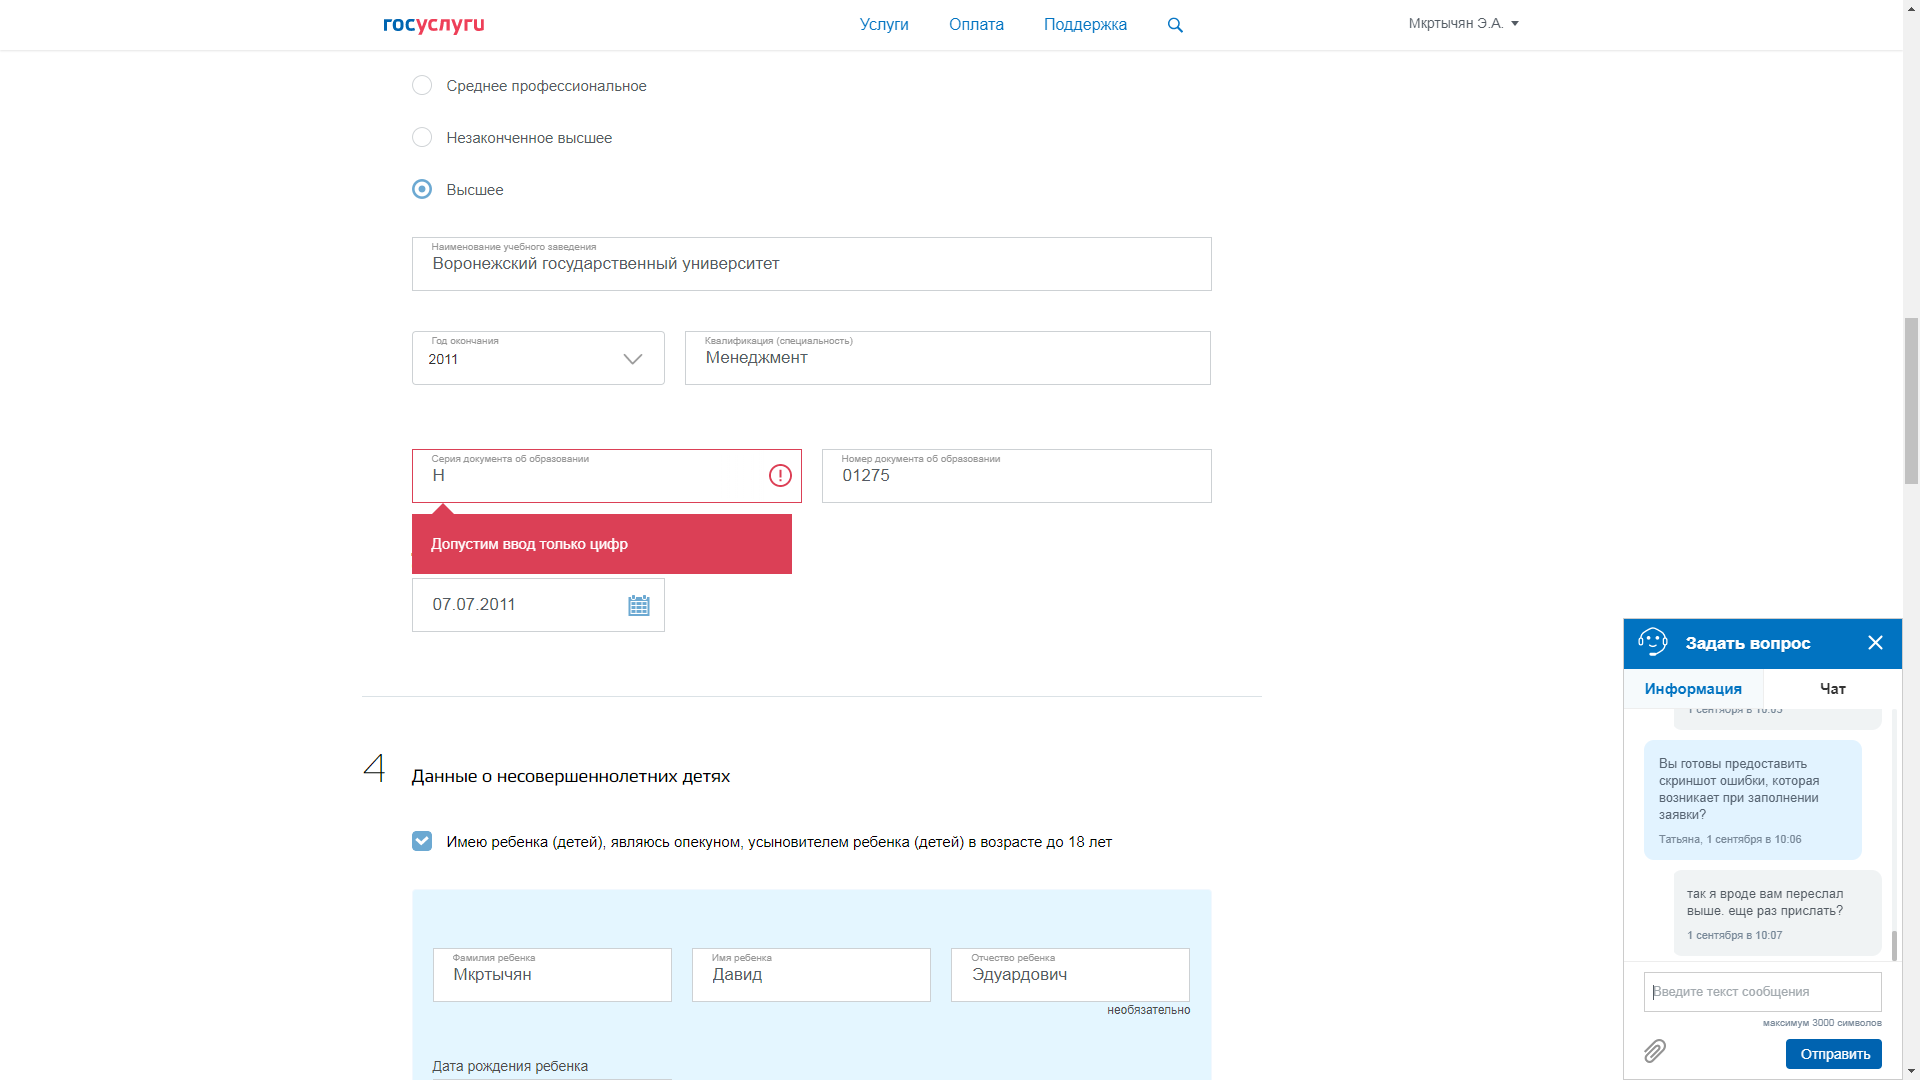 госуслуги
Услуги
Оплата
Поддержка
Мкртычян Э.А.
Среднее профессиональное
Незаконченное высшее
Высшее
Наименование учебного заведения
Воронежский государственный университет
Год окончания
2011
Квалификация (специальность)
Менеджмент
Серия документа об образовании
Н
Номер документа об образовании
01275
Допустим ввод только цифр
07.07.2011
4
Данные о несовершеннолетних детях
Имею ребенка (детей), являюсь опекуном, усыновителем ребенка (детей) в возрасте до 18 лет
Фамилия ребенка
Мкртычян
Имя ребенка
Давид
Отчество ребенка
Эдуардович
необязательно
Дата рождения ребенка
Задать вопрос
Информация
Чат
1 сентября в 10:05
Вы готовы предоставить
скриншот ошибки, которая
возникает при заполнении
заявки?
Татьяна, 1 сентября в 10:06
так я вроде вам переслал
выше. еще раз прислать?
1 сентября в 10:07
Введите текст сообщения
максимум 3000 символов
Отправить